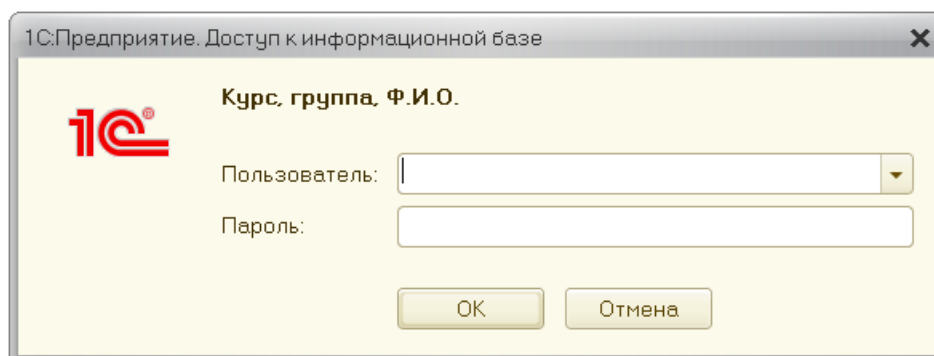 1С:Предприятие. Доступ к информационной базе
Курс, группа, Ф.И.О.
1С®
Пользователь:
Пароль:
OK
Отмена